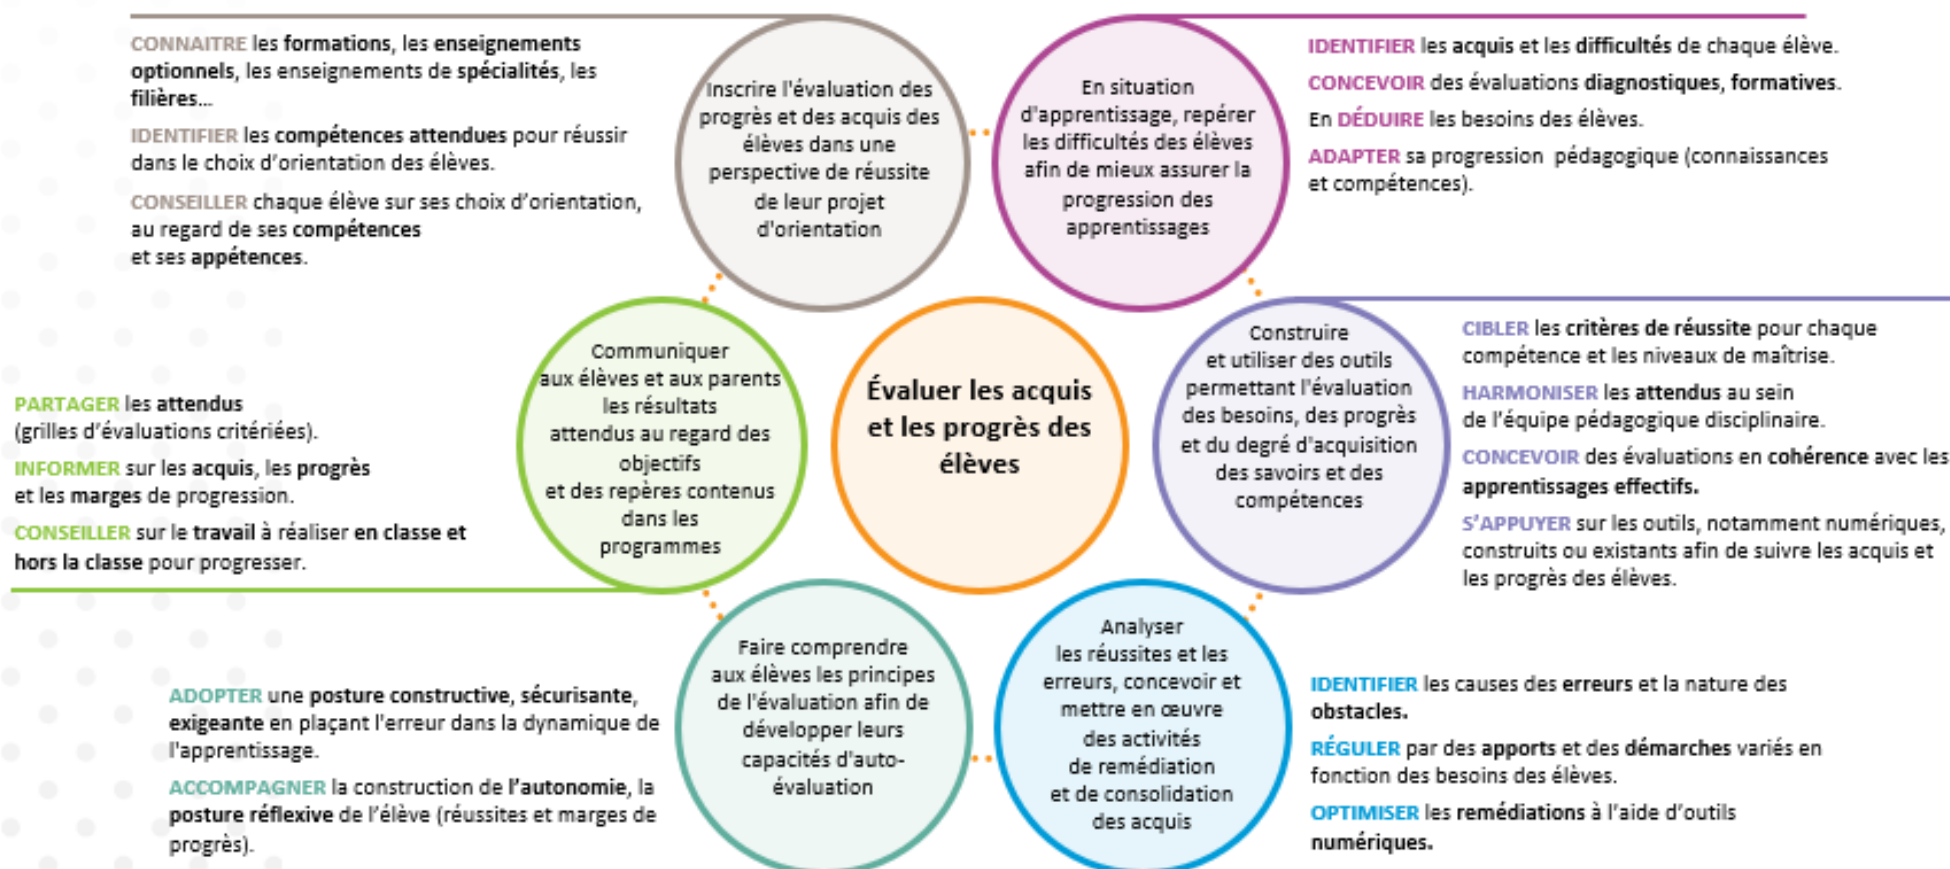 CONNAITRE les formations, les enseignements
optionnels, les enseignements de spécialités, les
filières...
IDENTIFIER les compétences attendues pour réussir
dans le choix d'orientation des élèves.
CONSEILLER chaque élève sur ses choix d'orientation,
au regard de ses compétences
et ses appétences.
Inscrire l'évaluation des
progrès et des acquis des
élèves dans une
perspective de réussite
de leur projet
d'orientation
En situation
d'apprentissage, repérer
les difficultés des élèves
afin de mieux assurer la
progression des
apprentissages
IDENTIFIER les acquis et les difficultés de chaque élève.
CONCEVOIR des évaluations diagnostiques, formatives.
En DÉDUIRE les besoins des élèves.
ADAPTER sa progression pédagogique (connaissances
et compétences).
PARTAGER les attendus
(grilles d'évaluations critériées).
INFORMER sur les acquis, les progrès
et les marges de progression.
CONSEILLER sur le travail à réaliser en classe et
hors la classe pour progresser.
Communiquer
aux élèves et aux parents
les résultats
attendus au regard des
objectifs
et des repères contenus
dans les
programmes
Évaluer les acquis
et les progrès des
élèves
Construire
et utiliser des outils
permettant l'évaluation
des besoins, des progrès
et du degré d'acquisition
des savoirs et des
compétences
CIBLER les critères de réussite pour chaque
compétence et les niveaux de maîtrise.
HARMONISER les attendus au sein
de l'équipe pédagogique disciplinaire.
CONCEVOIR des évaluations en cohérence avec les
apprentissages effectifs.
S'APPUYER sur les outils, notamment numériques,
construits ou existants afin de suivre les acquis et
les progrès des élèves.
ADOPTER une posture constructive, sécurisante,
exigeante en plaçant l'erreur dans la dynamique de
l'apprentissage.
ACCOMPAGNER la construction de l'autonomie, la
posture réflexive de l'élève (réussites et marges de
progrès).
Faire comprendre
aux élèves les principes
de l'évaluation afin de
développer leurs
capacités d'auto-
évaluation
Analyser
les réussites et les
erreurs, concevoir et
mettre en œuvre
des activités
de remédiation
et de consolidation
des acquis
IDENTIFIER les causes des erreurs et la nature des
obstacles.
RÉGULER par des apports et des démarches variés en
fonction des besoins des élèves.
OPTIMISER les remédiations à l'aide d'outils
numériques.